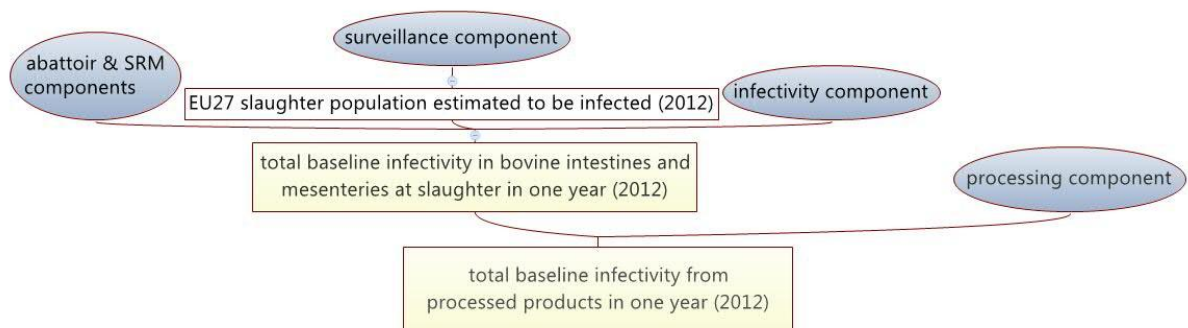 surveillance component
abattoir & SRM
components
EU27 slaughter population estimated to be infected (2012)
infectivity component
total baseline infectivity in bovine intestines and
mesenteries at slaughter in one year (2012)
processing component
total baseline infectivity from
processed products in one year (2012)